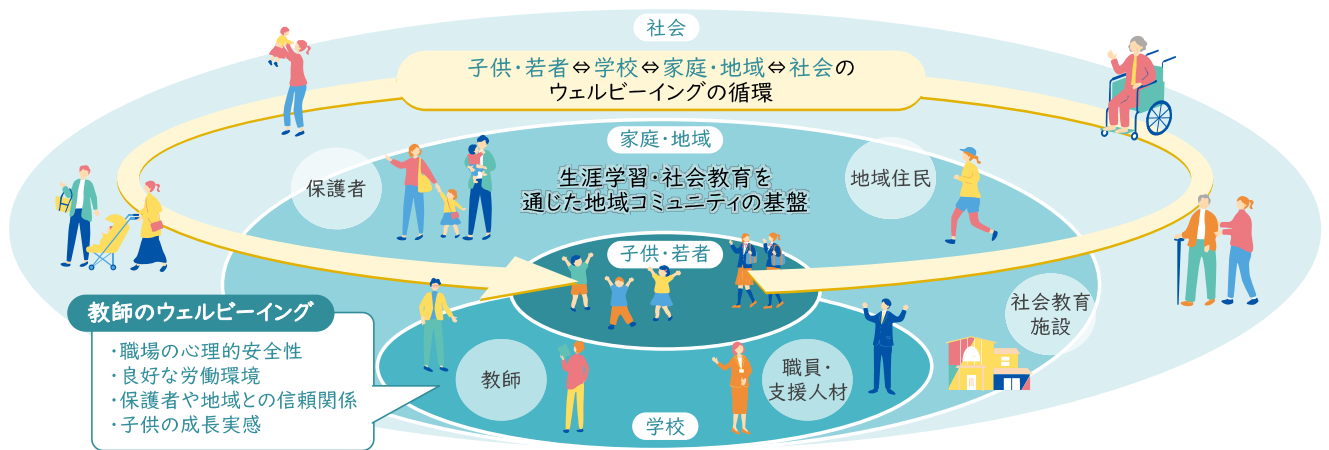 社会
子供・若者⇔学校⇔家庭・地域⇔社会の
ウェルビーイングの循環
家庭・地域
保護者
生涯学習・社会教育を
通じた地域コミュニティの基盤
地域住民
子供・若者
社会教育
施設
教師のウェルビーイング
・職場の心理的安全性
・良好な労働環境
・保護者や地域との信頼関係
・子供の成長実感
教師
職員・
支援人材
学校